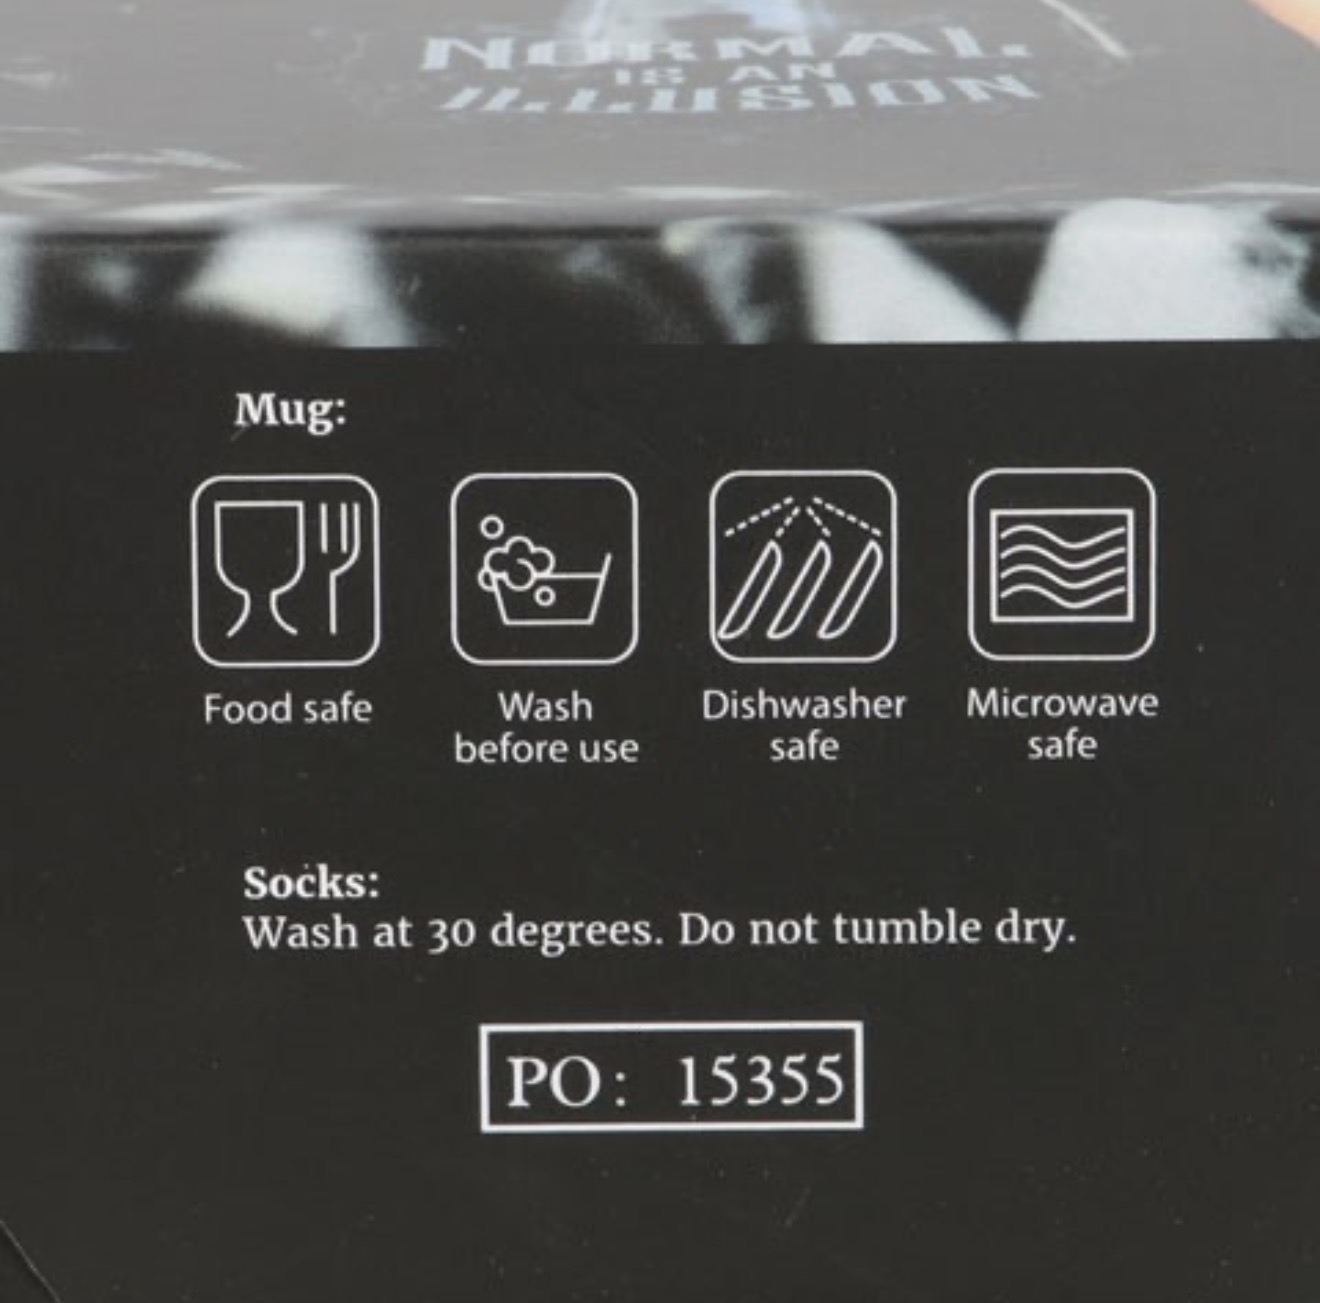 NORMAL
IS AN
ILLUSION
Mug:
Food safe
Wash
before use
Dishwasher
safe
Microwave
safe
Socks:
Wash at 30 degrees. Do not tumble dry.
PO: 15355